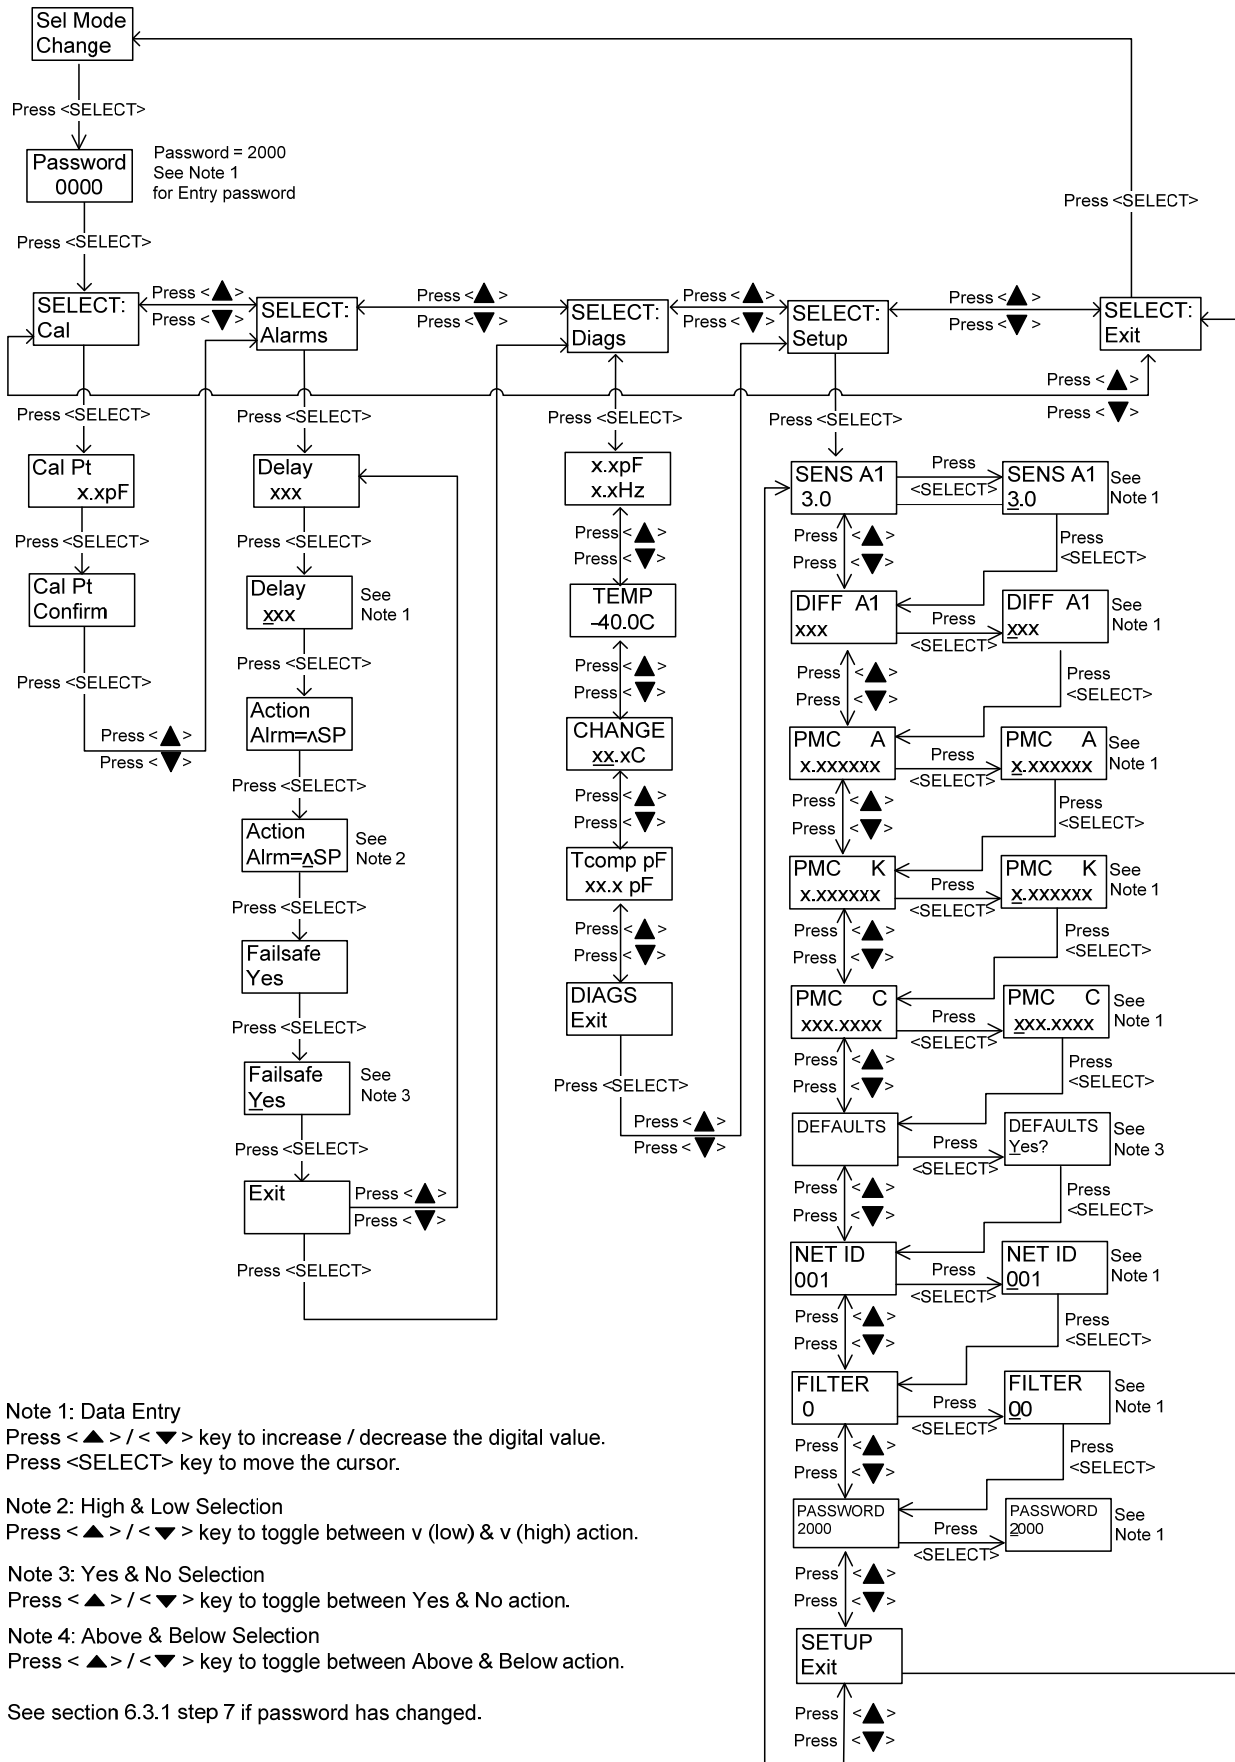 Sel Mode
Change
Press <SELECT>
Password
0000
Password = 2000
See Note 1
for Entry password
Press <SELECT>
Press <SELECT>
SELECT:
Cal
Press <▲>
Press <▼>
SELECT:
Alarms
Press <▲>
Press <▼>
SELECT:
Diags
Press <▲>
Press <▼>
SELECT:
Setup
Press <▲>
Press <▼>
SELECT:
Exit
Press <▲>
Press <▼>
Press <SELECT>
Cal Pt
x.xpF
Press <SELECT>
Cal Pt
Confirm
Press <SELECT>
Press <▲>
Press <▼>
Press <SELECT>
Delay
xxx
Press <SELECT>
Delay
xxx
See
Note 1
Press <SELECT>
Action
Alrm=ʌSP
Press <SELECT>
Action
Alrm=ʌSP
See
Note 2
Press <SELECT>
Failsafe
Yes
Press <SELECT>
Failsafe
Yes
See
Note 3
Press <SELECT>
Exit
Press <▲>
Press <▼>
Press <SELECT>
Press <SELECT>
x.xpF
x.xHz
Press <▲>
Press <▼>
TEMP
-40.0C
Press <▲>
Press <▼>
CHANGE
xx.xC
Press <▲>
Press <▼>
Tcomp pF
xx.x pF
Press <▲>
Press <▼>
DIAGS
Exit
Press <SELECT>
Press <▲>
Press <▼>
Press <SELECT>
SENS A1
3.0
Press
<SELECT>
SENS A1
3.0
See
Note 1
Press <▲>
Press <▼>
Press
<SELECT>
DIFF A1
xxx
Press
<SELECT>
DIFF A1
xxx
See
Note 1
Press <▲>
Press <▼>
Press
<SELECT>
PMC A
x.xxxxxx
Press
<SELECT>
PMC A
x.xxxxxx
See
Note 1
Press <▲>
Press <▼>
Press
<SELECT>
PMC K
x.xxxxxx
Press
<SELECT>
PMC K
x.xxxxxx
See
Note 1
Press <▲>
Press <▼>
Press
<SELECT>
PMC C
xxx.xxxx
Press
<SELECT>
PMC C
xxx.xxxx
See
Note 1
Press <▲>
Press <▼>
Press
<SELECT>
DEFAULTS
Press
<SELECT>
DEFAULTS
Yes?
See
Note 3
Press <▲>
Press <▼>
Press
<SELECT>
NET ID
001
Press
<SELECT>
NET ID
001
See
Note 1
Press <▲>
Press <▼>
Press
<SELECT>
FILTER
0
Press
<SELECT>
FILTER
00
See
Note 1
Press <▲>
Press <▼>
Press
<SELECT>
PASSWORD
2000
Press
<SELECT>
PASSWORD
2000
See
Note 1
Press <▲>
Press <▼>
SETUP
Exit
Press <▲>
Press <▼>
Note 1: Data Entry
Press < ▲ > / < ▼ > key to increase / decrease the digital value.
Press <SELECT> key to move the cursor.
Note 2: High & Low Selection
Press < ▲ > / < ▼ > key to toggle between v (low) & v (high) action.
Note 3: Yes & No Selection
Press < ▲ > / < ▼ > key to toggle between Yes & No action.
Note 4: Above & Below Selection
Press < ▲ > / < ▼ > key to toggle between Above & Below action.
See section 6.3.1 step 7 if password has changed.